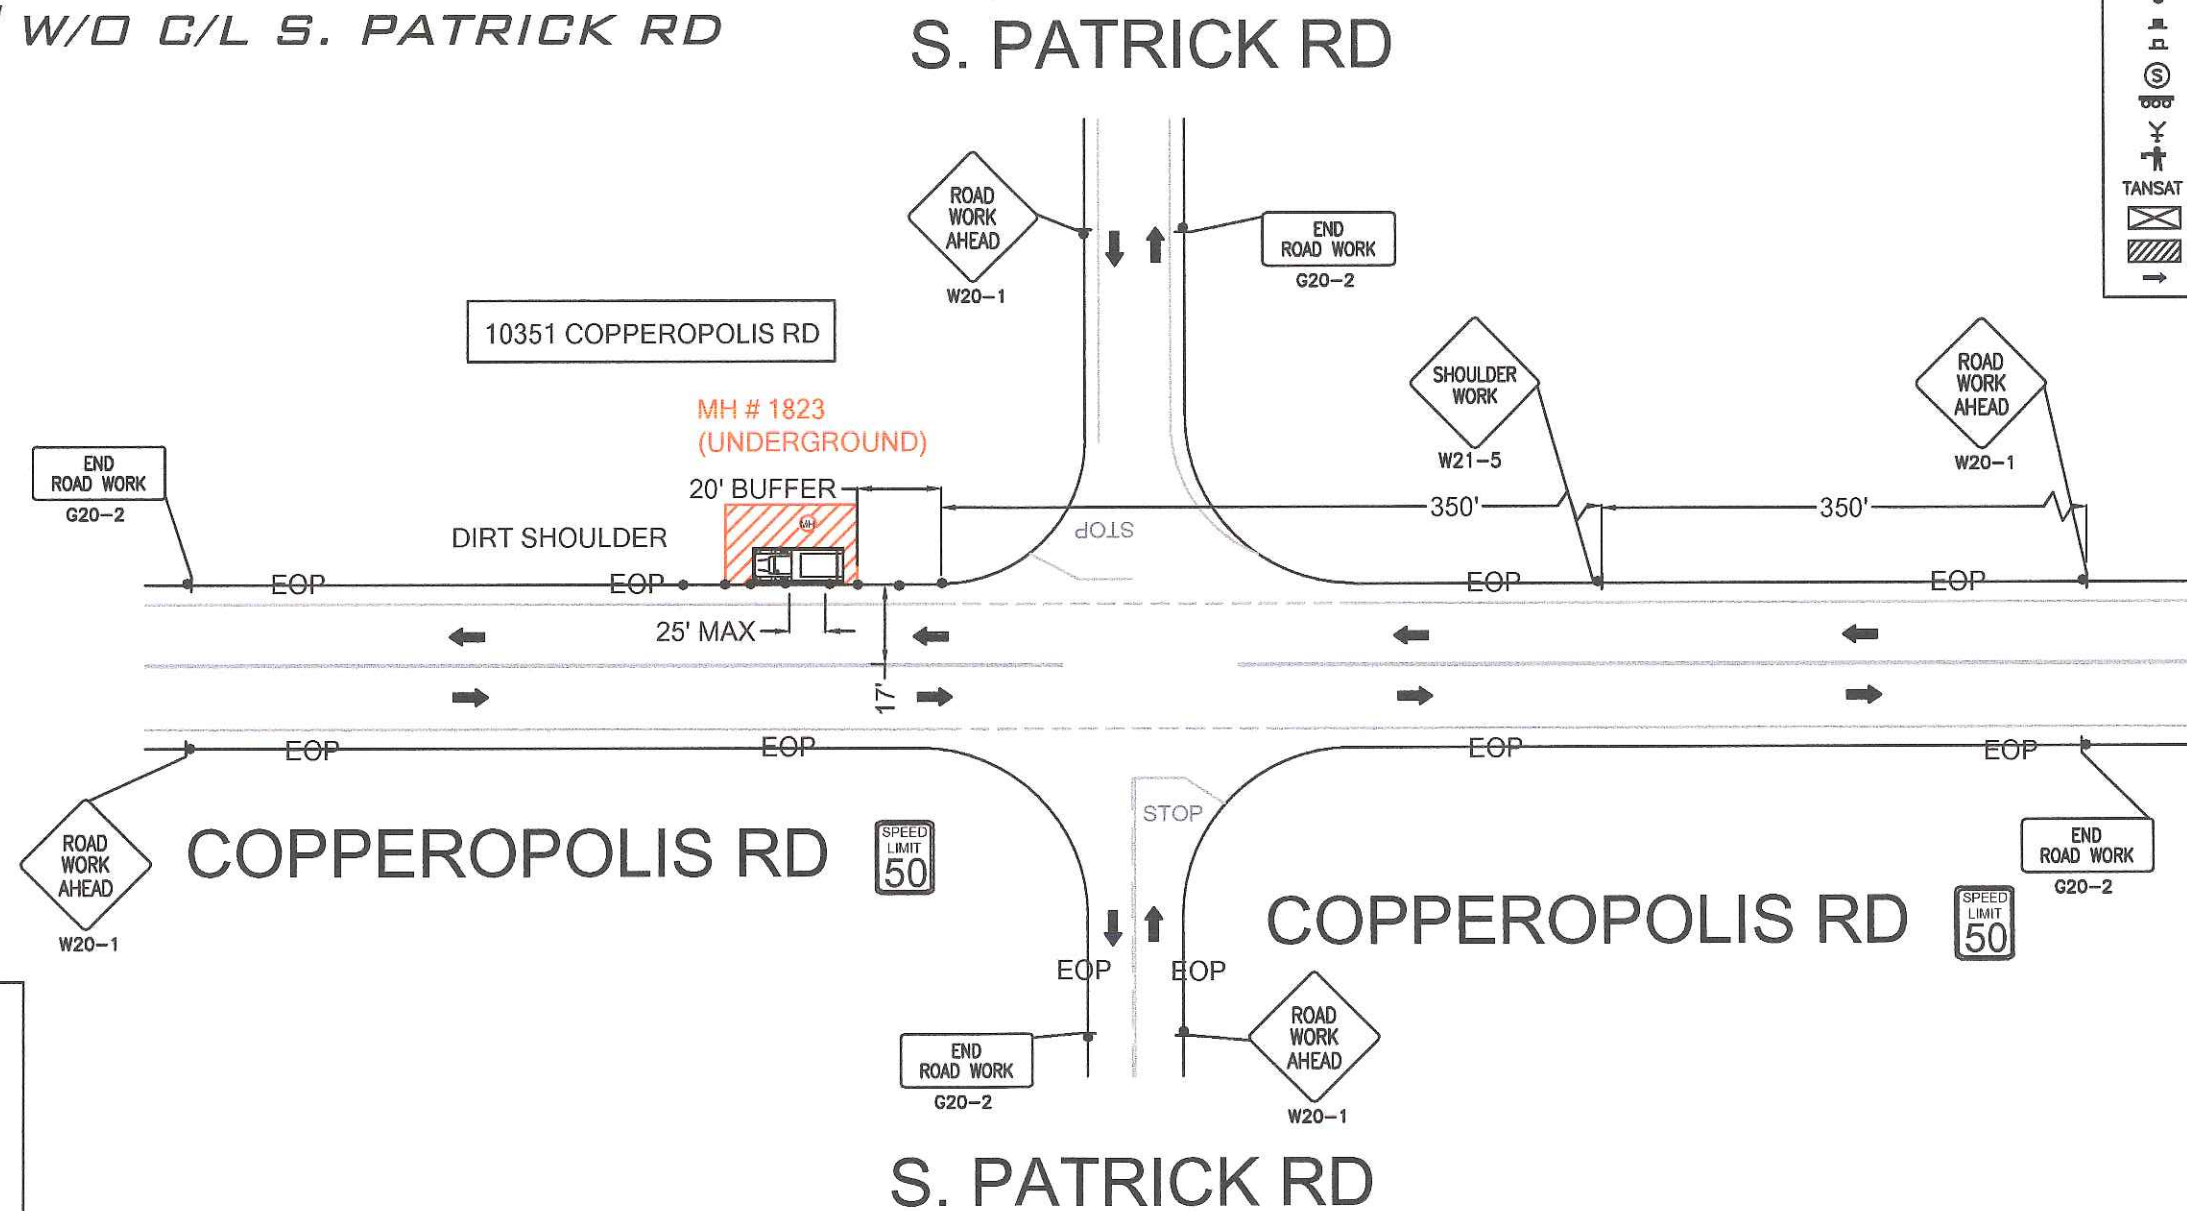 W/O C/L S. PATRICK RD
S. PATRICK RD
S
TANSAT
ROAD
WORK
AHEAD
W20-1
END
ROAD WORK
G20-2
10351 COPPEROPOLIS RD
MH # 1823
(UNDERGROUND)
20' BUFFER
MH
DIRT SHOULDER
END
ROAD WORK
G20-2
SHOULDER
WORK
W21-5
ROAD
WORK
AHEAD
W20-1
350'
350'
STOP
EOP
EOP
EOP
EOP
25' MAX
17'
EOP
EOP
EOP
EOP
STOP
ROAD
WORK
AHEAD
W20-1
COPPEROPOLIS RD
SPEED
LIMIT
50
COPPEROPOLIS RD
SPEED
LIMIT
50
END
ROAD WORK
G20-2
EOP
EOP
END
ROAD WORK
G20-2
ROAD
WORK
AHEAD
W20-1
S. PATRICK RD